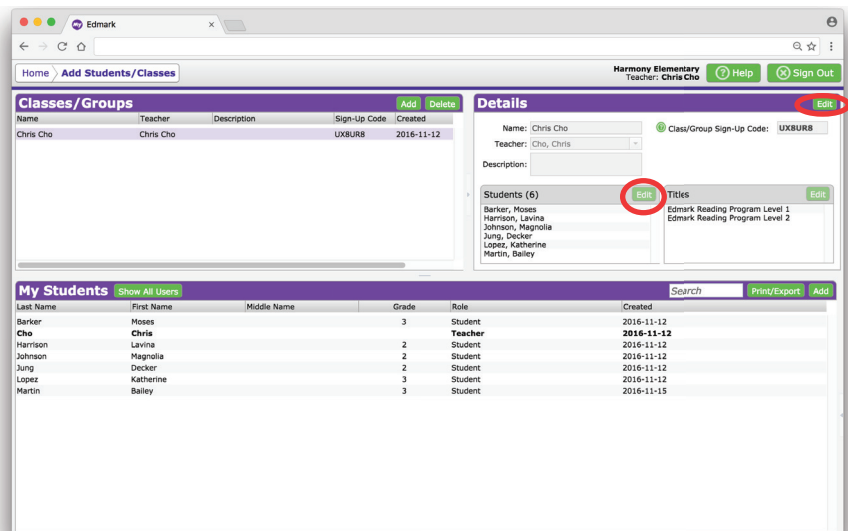 My Edmark ×
Home Add Students/Classes
Harmony Elementary
Teacher: Chris Cho
? Help
Sign Out
Classes/Groups Add Delete
Name Teacher Description Sign-Up Code Created
Chris Cho Chris Cho UX8UR8 2016-11-12
Details Edit
Name: Chris Cho
Class/Group Sign-Up Code: UX8UR8
Teacher: Cho, Chris
Description:
Students (6) Edit
Barker, Moses
Harrison, Lavina
Johnson, Magnolia
Jung, Decker
Lopez, Katherine
Martin, Bailey
Titles Edit
Edmark Reading Program Level 1
Edmark Reading Program Level 2
My Students Show All Users Search Print/Export Add
Last Name First Name Middle Name Grade Role Created
Barker Moses 3 Student 2016-11-12
Cho Chris Teacher 2016-11-12
Harrison Lavina 2 Student 2016-11-12
Johnson Magnolia 2 Student 2016-11-12
Jung Decker 2 Student 2016-11-12
Lopez Katherine 3 Student 2016-11-12
Martin Bailey 3 Student 2016-11-15